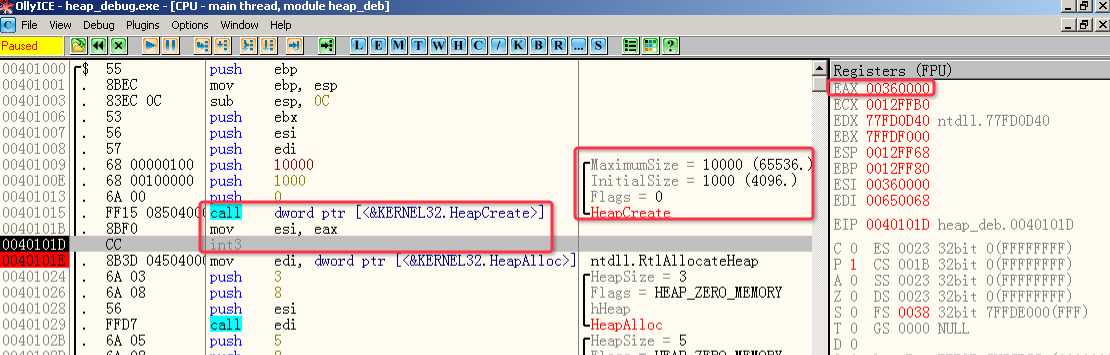 OllyICE - heap_debug.exe - [CPU - main thread, module heap_deb]
C File View Debug Plugins Options Window Help
Paused L E M T W H C / K B R ... S ?
00401000 $ 55 push ebp
00401001 . 8BEC mov ebp, esp
00401003 . 83EC 0C sub esp, 0C
00401006 . 53 push ebx
00401007 . 56 push esi
00401008 . 57 push edi
00401009 . 68 00000100 push 10000 MaximumSize = 10000 (65536.)
0040100E . 68 00100000 push 1000 InitialSize = 1000 (4096.)
00401013 . 6A 00 push 0 Flags = 0
00401015 . FF15 08504000 call dword ptr [<&KERNEL32.HeapCreate>] HeapCreate
0040101B . 8BF0 mov esi, eax
0040101D CC int3
0040101E . 8B3D 04504000 mov edi, dword ptr [<&KERNEL32.HeapAlloc>] ntdll.RtlAllocateHeap
00401024 . 6A 03 push 3 HeapSize = 3
00401026 . 6A 08 push 8 Flags = HEAP_ZERO_MEMORY
00401028 . 56 push esi hHeap
00401029 . FFD7 call edi HeapAlloc
0040102B . 6A 05 push 5 HeapSize = 5
Registers (FPU)
EAX 00360000
ECX 0012FFB0
EDX 77FD0D40 ntdll.77FD0D40
EBX 7FFDF000
ESP 0012FF68
EBP 0012FF80
ESI 00360000
EDI 00650068
EIP 0040101D heap_deb.0040101D
C 0 ES 0023 32bit 0(FFFFFFFF)
P 1 CS 001B 32bit 0(FFFFFFFF)
A 0 SS 0023 32bit 0(FFFFFFFF)
Z 0 DS 0023 32bit 0(FFFFFFFF)
S 0 FS 0038 32bit 7FFDE000(FFF)
T 0 GS 0000 NULL
D 0